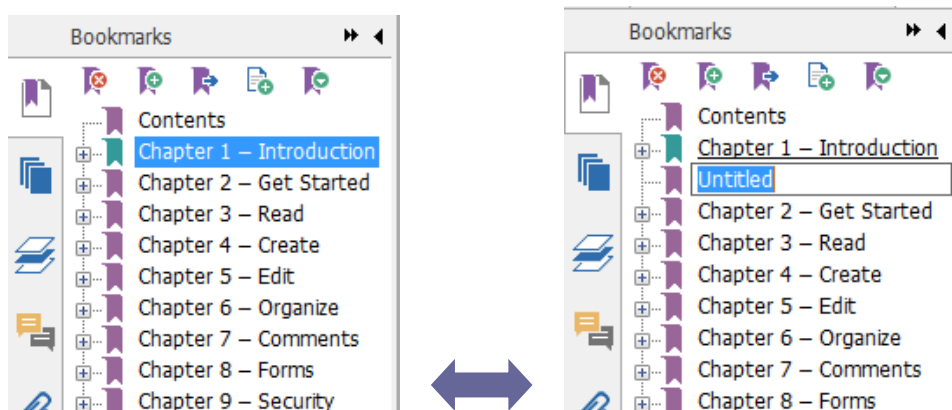 Bookmarks
Contents
Chapter 1 – Introduction
Chapter 2 – Get Started
Chapter 3 – Read
Chapter 4 – Create
Chapter 5 – Edit
Chapter 6 – Organize
Chapter 7 – Comments
Chapter 8 – Forms
Chapter 9 – Security
Bookmarks
Contents
Chapter 1 – Introduction
Untitled
Chapter 2 – Get Started
Chapter 3 – Read
Chapter 4 – Create
Chapter 5 – Edit
Chapter 6 – Organize
Chapter 7 – Comments
Chapter 8 – Forms